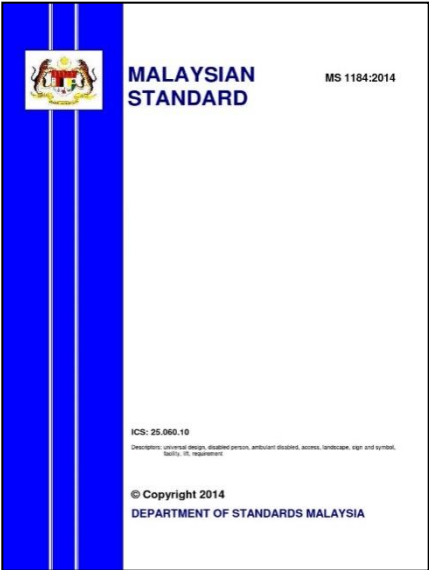 MALAYSIAN
STANDARD
MS 1184:2014
ICS: 25.060.10
Descriptors: universal design, disabled person, ambulant disabled, access, landscape, sign and symbol,
facility, lift, requirement
© Copyright 2014
DEPARTMENT OF STANDARDS MALAYSIA